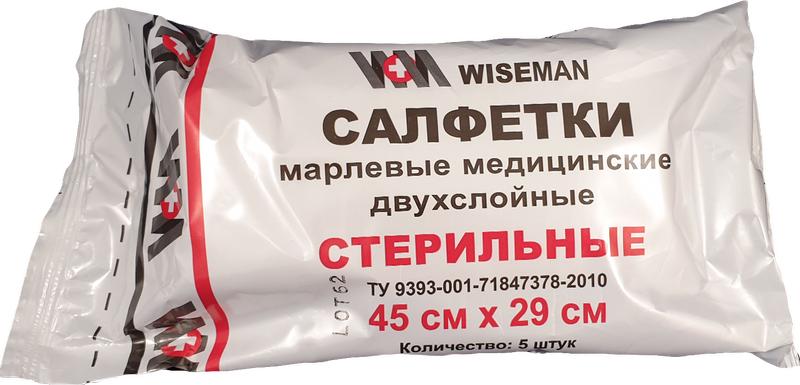 WM WISEMAN
САЛФЕТКИ
марлевые медицинские
двухслойные
СТЕРИЛЬНЫЕ
ТУ 9393-001-71847378-2010
LOT62
45 см х 29 см
Количество: 5 штук